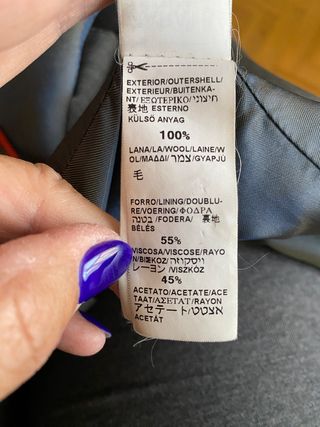 EXTERIOR/OUTERSHELL/
EXTERIEUR/BUITENKA-
NT/ΕΞΩΤΕΡΙΚΟ/חיצוני
表地 ESTERNO
KÜLSÖ ANYAG
100%
LANA/LA/WOOL/LAINE/W
OL/ΜΑΛΛΙ/צמר/GYAPJÚ
毛
FORRO/LINING/DOUBLU-
RE/VOERING/ΦΟΔΡΑ
בטנה/FODERA/ 裏地
BÉLÉS
55%
VISCOSA/VISCOSE/RAYO
N/ΒΙΣΚΟΖ/ויסקוזה
レーヨン/VISZKÓZ
45%
ACETATO/ACETATE/ACE
TAAT/ΑΣΕΤΑΤ/RAYON
アセテート/אצטט
ACETÁT